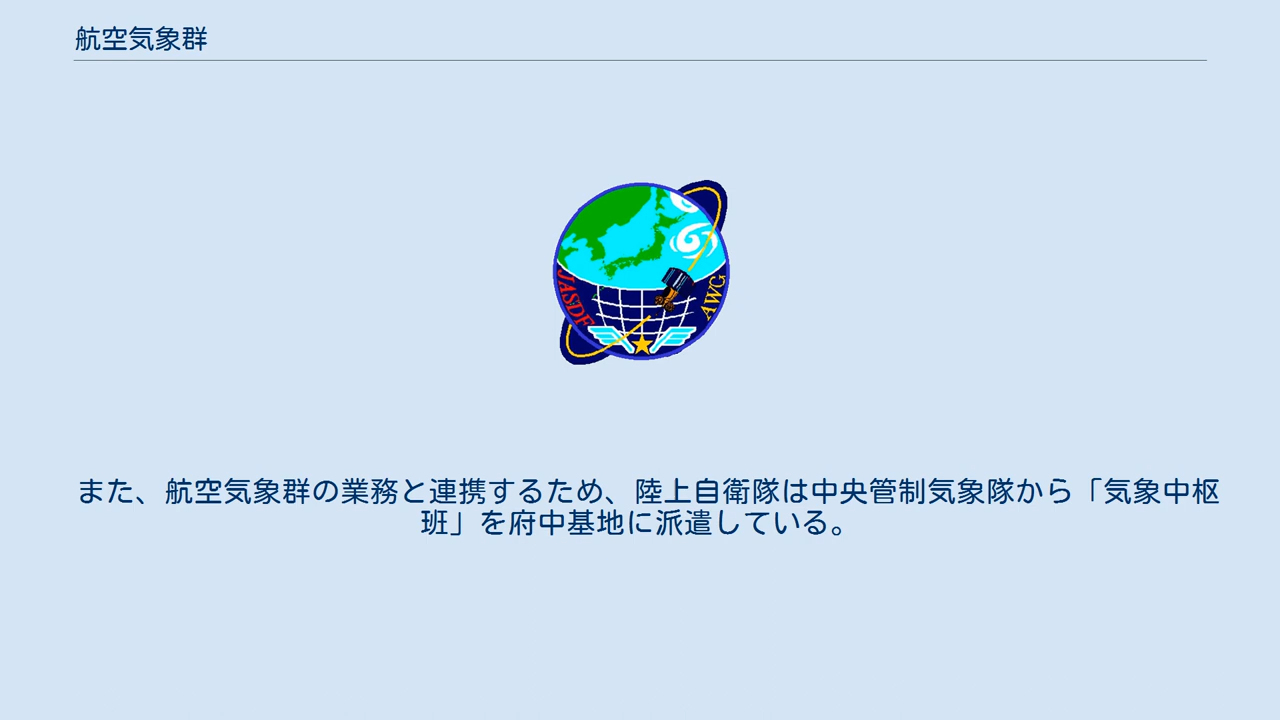 航空気象群
JASDF
AWG
また、航空気象群の業務と連携するため、陸上自衛隊は中央管制気象隊から「気象中枢
班」を府中基地に派遣している。